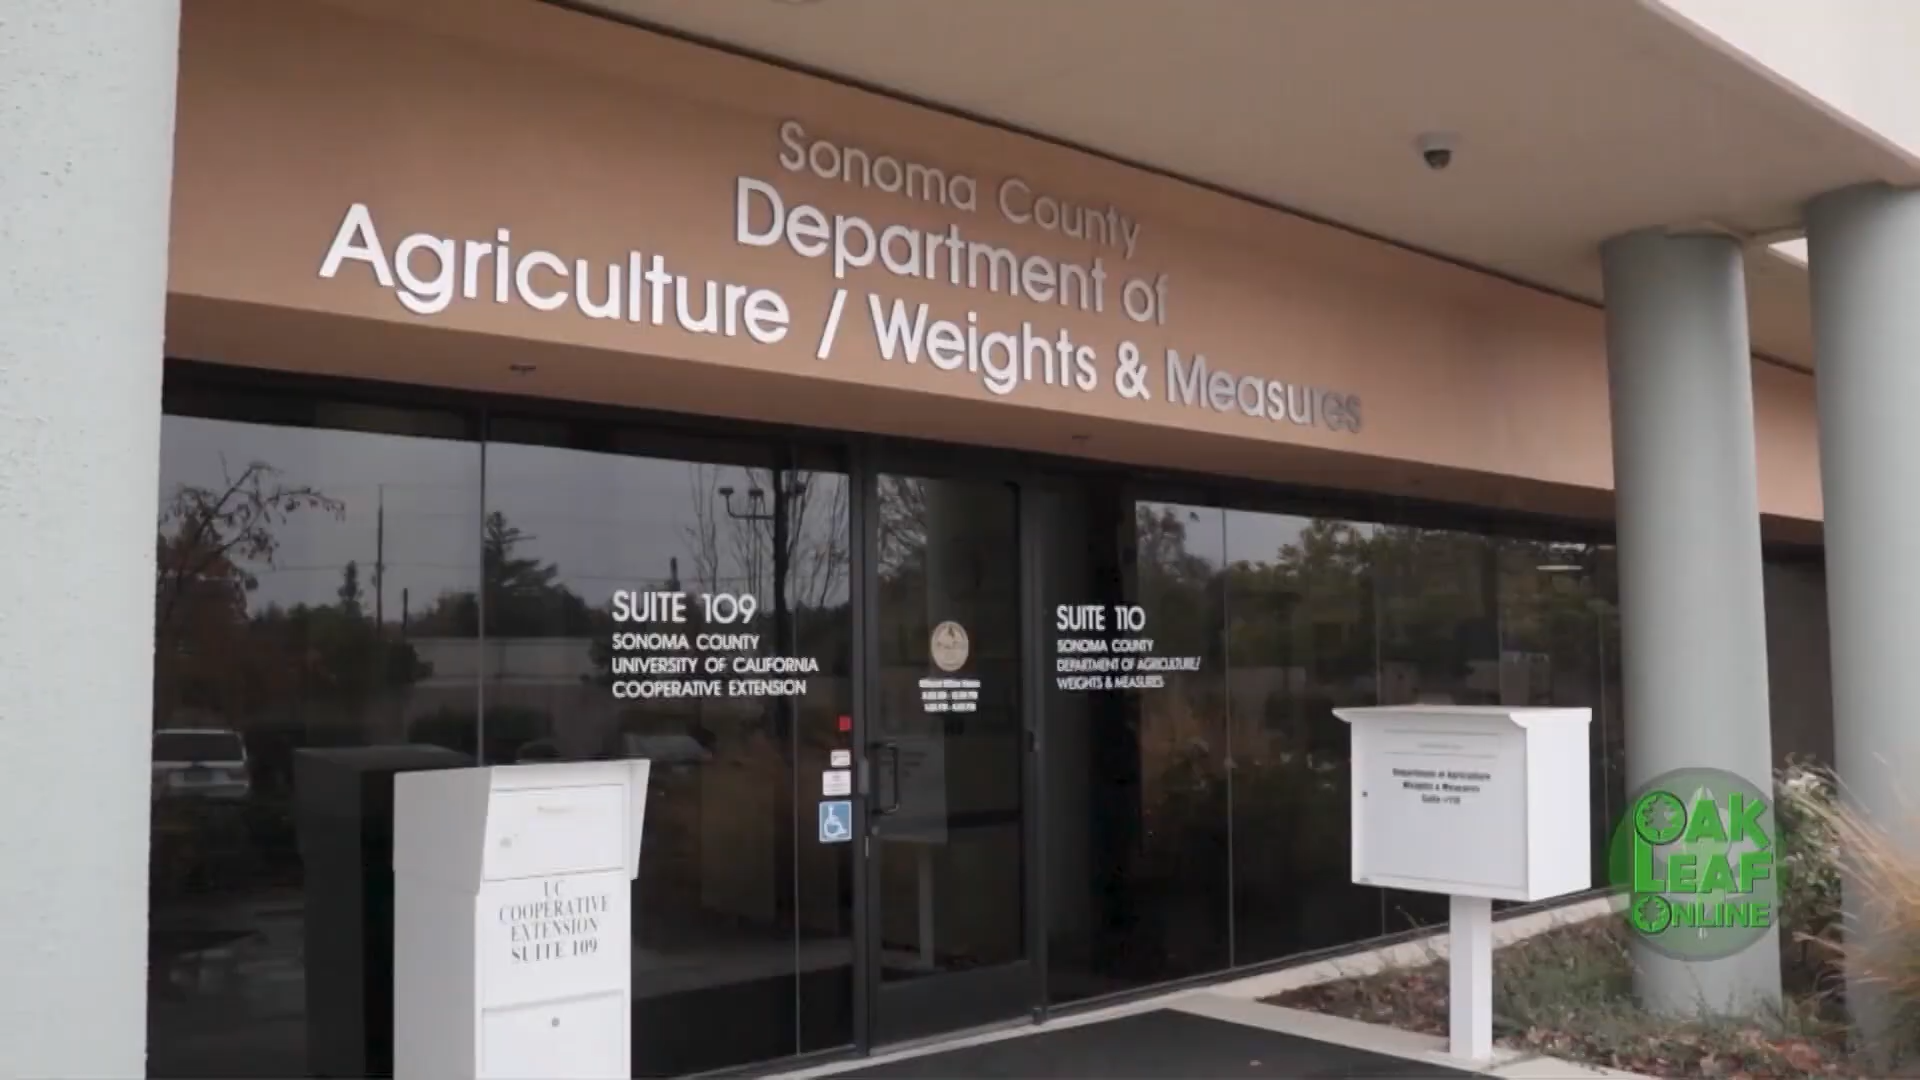 Sonoma County
Department of
Agriculture / Weights & Measures
SUITE 109
SONOMA COUNTY
UNIVERSITY OF CALIFORNIA
COOPERATIVE EXTENSION
SUITE 110
SONOMA COUNTY
DEPARTMENT OF AGRICULTURE/
WEIGHTS & MEASURES
UC
COOPERATIVE
EXTENSION
SUITE 109
Department of Agriculture
Weights & Measures
Suite #110
OAK
LEAF
ONLINE